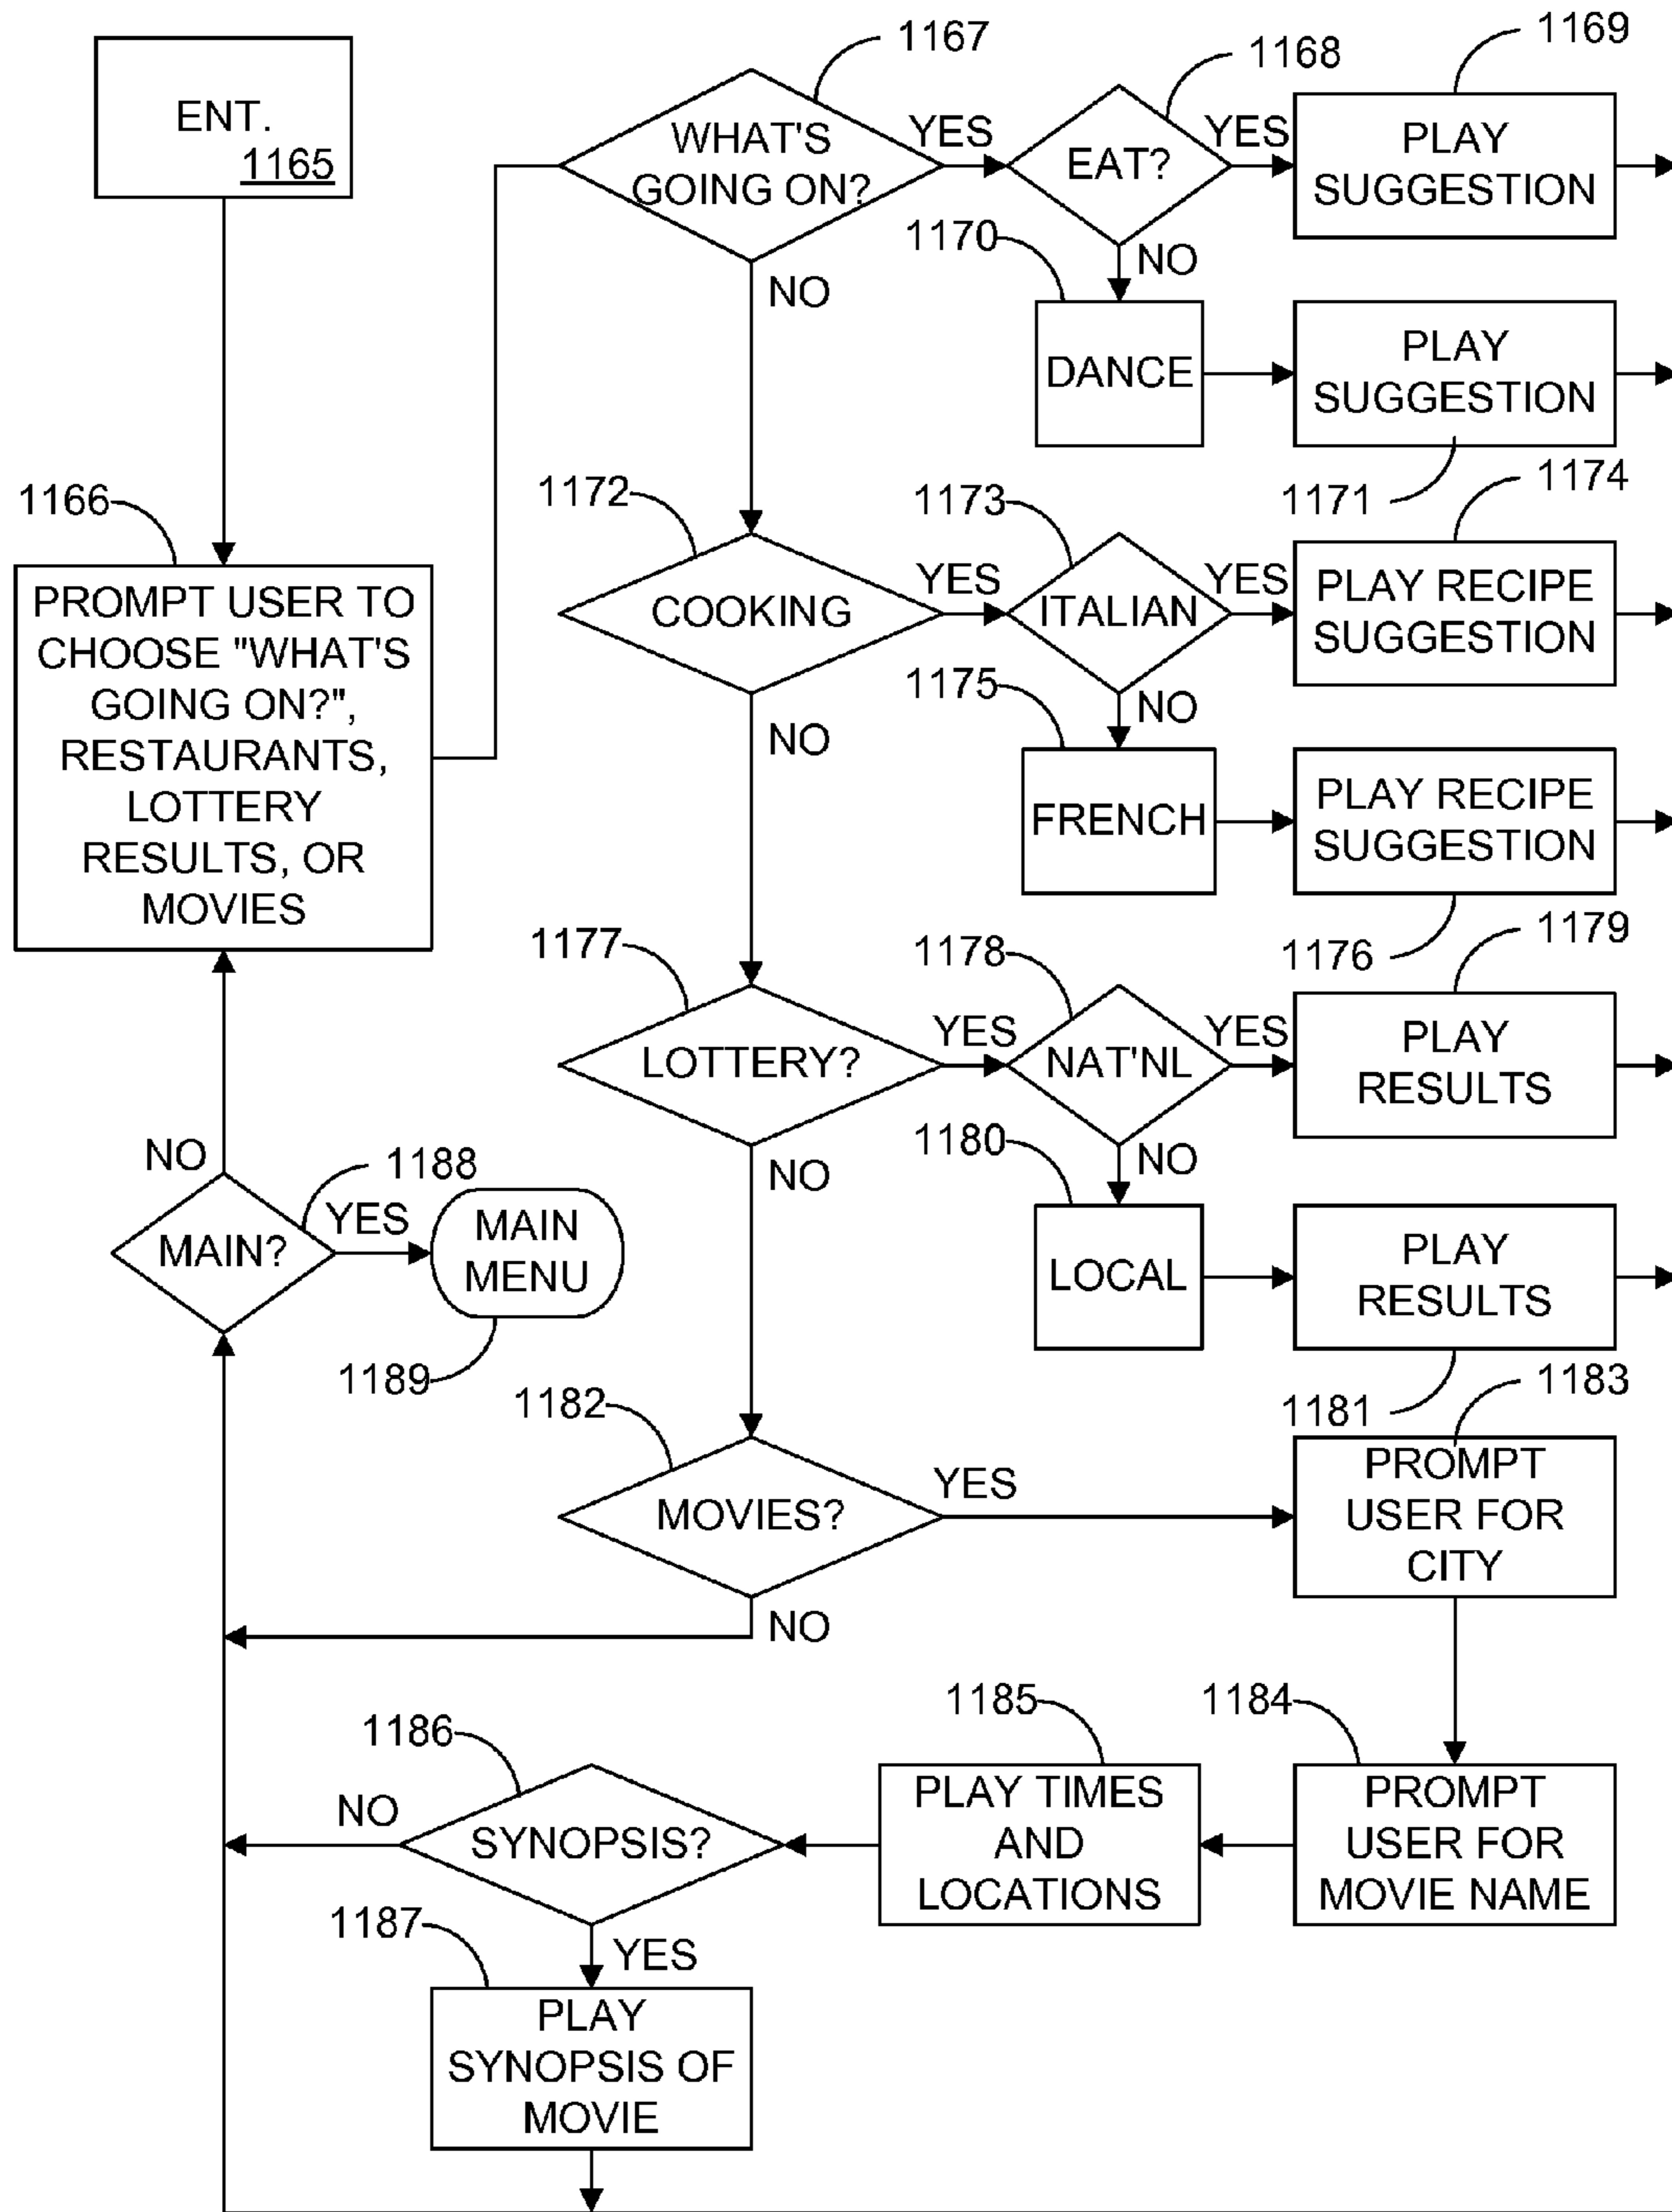 ENT.
1165
1166
PROMPT USER TO
CHOOSE "WHAT'S
GOING ON?",
RESTAURANTS,
LOTTERY
RESULTS, OR
MOVIES
1167
WHAT'S
GOING ON?
YES
NO
1168
EAT?
YES
NO
1169
PLAY
SUGGESTION
1170
DANCE
PLAY
SUGGESTION
1171
1172
COOKING
YES
NO
1173
ITALIAN
YES
NO
1174
PLAY RECIPE
SUGGESTION
1175
FRENCH
PLAY RECIPE
SUGGESTION
1176
1177
LOTTERY?
YES
NO
1178
NAT'NL
YES
NO
1179
PLAY
RESULTS
1180
LOCAL
PLAY
RESULTS
1181
NO
1188
MAIN?
YES
MAIN
MENU
1189
1182
MOVIES?
YES
NO
1183
PROMPT
USER FOR
CITY
1184
PROMPT
USER FOR
MOVIE NAME
1185
PLAY TIMES
AND
LOCATIONS
1186
SYNOPSIS?
NO
YES
1187
PLAY
SYNOPSIS OF
MOVIE